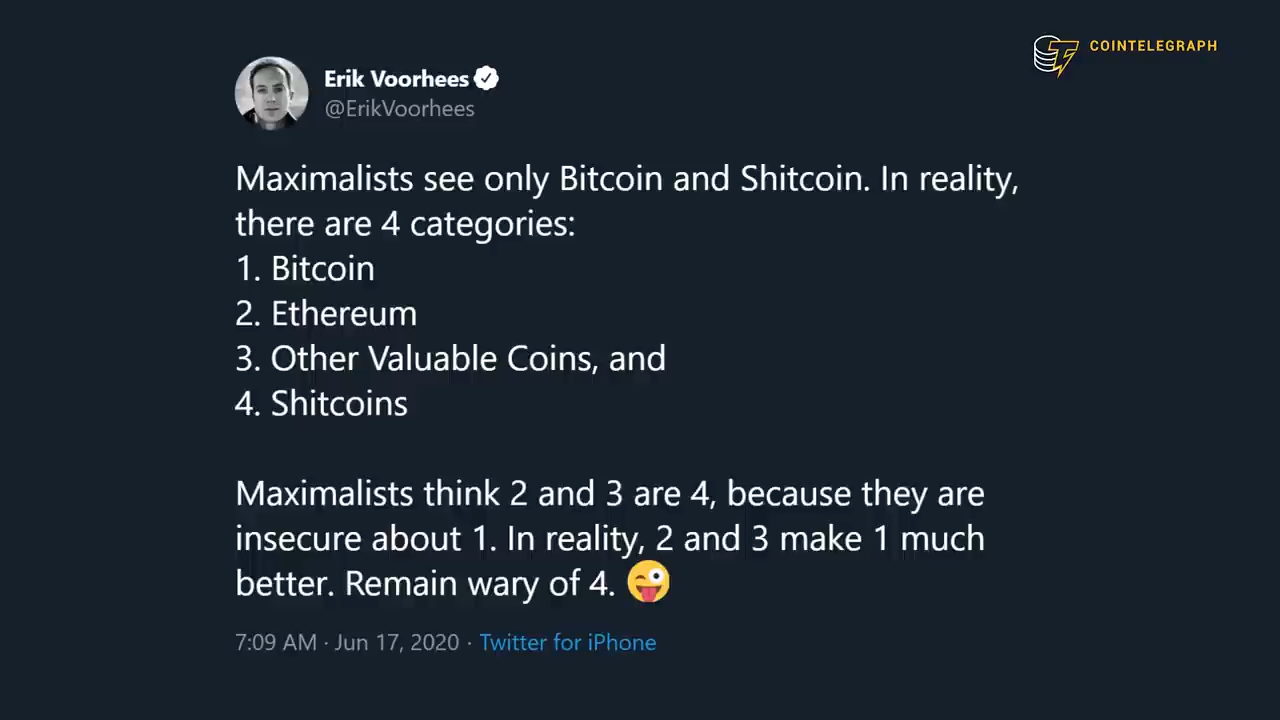 COINTELEGRAPH
Erik Voorhees
@ErikVoorhees
Maximalists see only Bitcoin and Shitcoin. In reality,
there are 4 categories:
1. Bitcoin
2. Ethereum
3. Other Valuable Coins, and
4. Shitcoins
Maximalists think 2 and 3 are 4, because they are
insecure about 1. In reality, 2 and 3 make 1 much
better. Remain wary of 4. 😜
7:09 AM · Jun 17, 2020 · Twitter for iPhone